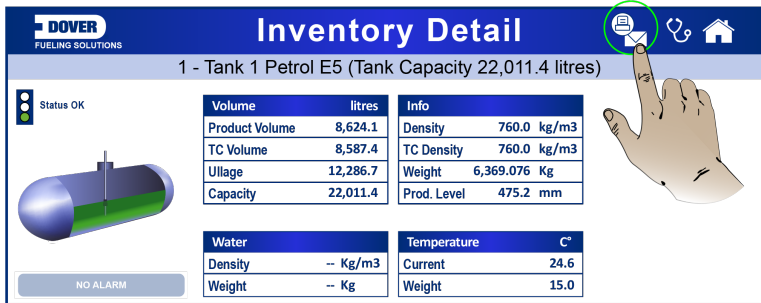 DOVER
FUELING SOLUTIONS
Inventory Detail
1 - Tank 1 Petrol E5 (Tank Capacity 22,011.4 litres)
Status OK
Volume litres
Product Volume 8,624.1
TC Volume 8,587.4
Ullage 12,286.7
Capacity 22,011.4
Info
Density 760.0 kg/m3
TC Density 760.0 kg/m3
Weight 6,369.076 Kg
Prod. Level 475.2 mm
Water
Density -- Kg/m3
Weight -- Kg
Temperature C°
Current 24.6
Weight 15.0
NO ALARM